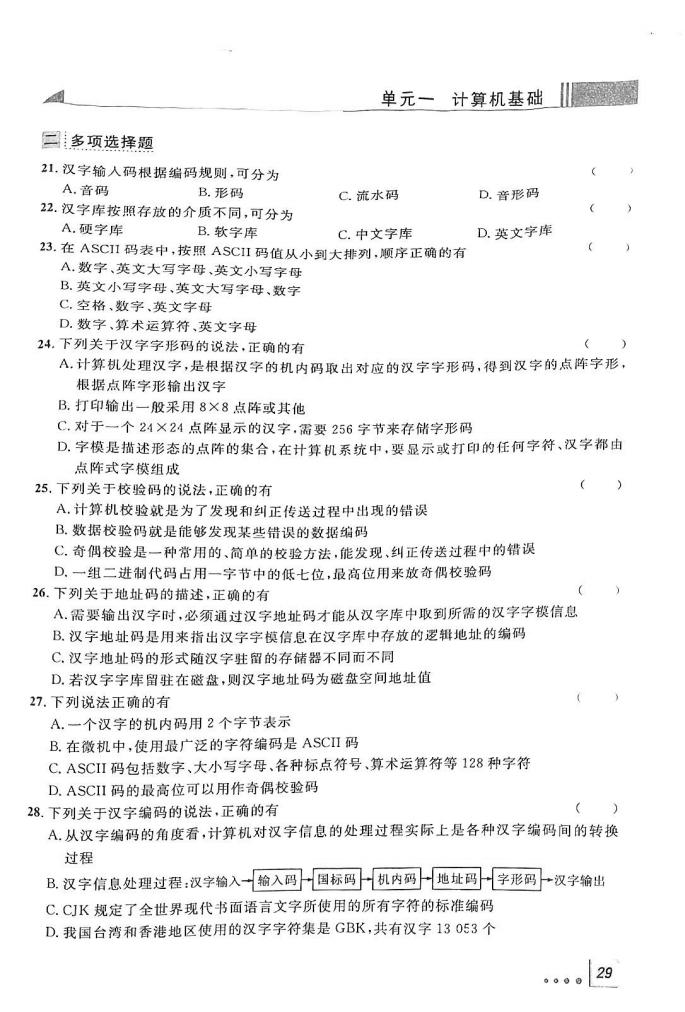 单元一 计算机基础
二 多项选择题
21. 汉字输入码根据编码规则,可分为 ( )
A. 音码 B. 形码 C. 流水码 D. 音形码
22. 汉字库按照存放的介质不同,可分为 ( )
A. 硬字库 B. 软字库 C. 中文字库 D. 英文字库
23. 在 ASCII 码表中,按照 ASCII 码值从小到大排列,顺序正确的有 ( )
A. 数字、英文大写字母、英文小写字母
B. 英文小写字母、英文大写字母、数字
C. 空格、数字、英文字母
D. 数字、算术运算符、英文字母
24. 下列关于汉字字形码的说法,正确的有 ( )
A. 计算机处理汉字,是根据汉字的机内码取出对应的汉字字形码,得到汉字的点阵字形,
根据点阵字形输出汉字
B. 打印输出一般采用 8×8 点阵或其他
C. 对于一个 24×24 点阵显示的汉字,需要 256 字节来存储字形码
D. 字模是描述形态的点阵的集合,在计算机系统中,要显示或打印的任何字符、汉字都由
点阵式字模组成
25. 下列关于校验码的说法,正确的有 ( )
A. 计算机校验就是为了发现和纠正传送过程中出现的错误
B. 数据校验码就是能够发现某些错误的数据编码
C. 奇偶校验是一种常用的、简单的校验方法,能发现、纠正传送过程中的错误
D. 一组二进制代码占用一字节中的低七位,最高位用来放奇偶校验码
26. 下列关于地址码的描述,正确的有 ( )
A. 需要输出汉字时,必须通过汉字地址码才能从汉字库中取到所需的汉字字模信息
B. 汉字地址码是用来指出汉字字模信息在汉字库中存放的逻辑地址的编码
C. 汉字地址码的形式随汉字驻留的存储器不同而不同
D. 若汉字字库留驻在磁盘,则汉字地址码为磁盘空间地址值
27. 下列说法正确的有 ( )
A. 一个汉字的机内码用 2 个字节表示
B. 在微机中,使用最广泛的字符编码是 ASCII 码
C. ASCII 码包括数字、大小写字母、各种标点符号、算术运算符等 128 种字符
D. ASCII 码的最高位可以用作奇偶校验码
28. 下列关于汉字编码的说法,正确的有 ( )
A. 从汉字编码的角度看,计算机对汉字信息的处理过程实际上是各种汉字编码间的转换
过程
B. 汉字信息处理过程:汉字输入→输入码→国标码→机内码→地址码→字形码→汉字输出
C. CJK 规定了全世界现代书面语言文字所使用的所有字符的标准编码
D. 我国台湾和香港地区使用的汉字字符集是 GBK,共有汉字 13 053 个
29